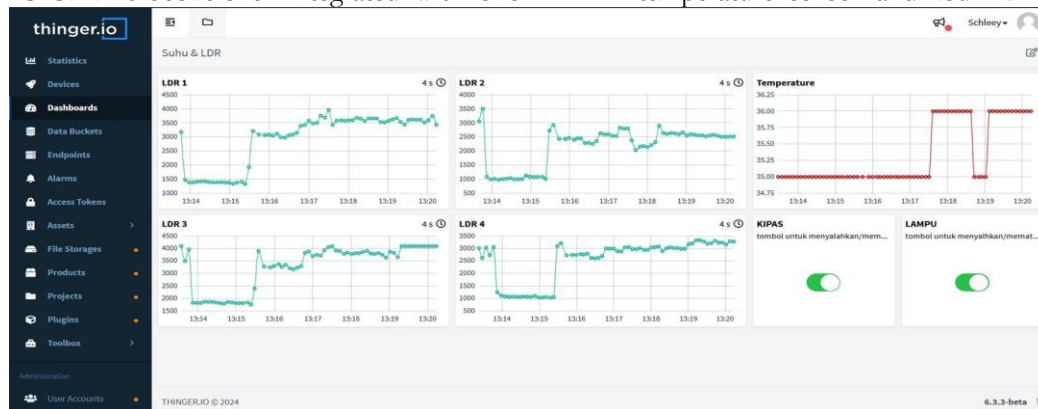 thinger.io
Schleey
Suhu & LDR
Statistics
Devices
Dashboards
Data Buckets
Endpoints
Alarms
Access Tokens
Assets
File Storages
Products
Projects
Plugins
Toolbox
Administration
User Accounts
LDR 1
4 s
4500
4000
3500
3000
2500
2000
1500
1000
13:14 13:15 13:16 13:17 13:18 13:19 13:20
LDR 2
4 s
4000
3500
3000
2500
2000
1500
1000
500
13:14 13:15 13:16 13:17 13:18 13:19 13:20
Temperature
36.25
36.00
35.75
35.50
35.25
35.00
34.75
13:14 13:15 13:16 13:17 13:18 13:19 13:20
LDR 3
4 s
4500
4000
3500
3000
2500
2000
1500
13:14 13:15 13:16 13:17 13:18 13:19 13:20
LDR 4
4 s
3500
3000
2500
2000
1500
1000
500
13:14 13:15 13:16 13:17 13:18 13:19 13:20
KIPAS
tombol untuk menyalahkan/mem...
LAMPU
tombol untuk menyalhkan/memat...
THINGER.IO © 2024
6.3.3-beta